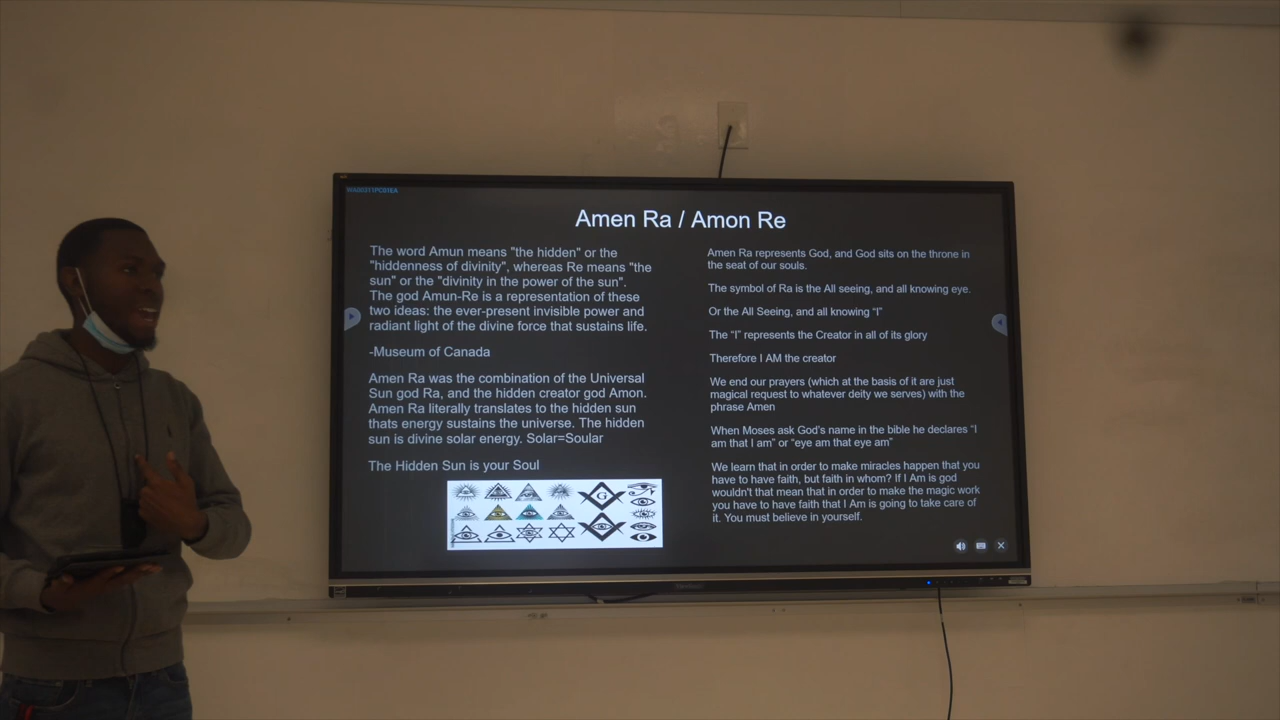 Amen Ra / Amon Re
The word Amun means "the hidden" or the
"hiddenness of divinity", whereas Re means "the
sun" or the "divinity in the power of the sun".
The god Amun-Re is a representation of these
two ideas: the ever-present invisible power and
radiant light of the divine force that sustains life.
-Museum of Canada
Amen Ra was the combination of the Universal
Sun god Ra, and the hidden creator god Amon.
Amen Ra literally translates to the hidden sun
thats energy sustains the universe. The hidden
sun is divine solar energy. Solar=Soular
The Hidden Sun is your Soul
G
Amen Ra represents God, and God sits on the throne in
the seat of our souls.
The symbol of Ra is the All seeing, and all knowing eye.
Or the All Seeing, and all knowing “I”
The “I” represents the Creator in all of its glory
Therefore I AM the creator
We end our prayers (which at the basis of it are just
magical request to whatever deity we serves) with the
phrase Amen
When Moses ask God's name in the bible he declares “I
am that I am” or “eye am that eye am”
We learn that in order to make miracles happen that you
have to have faith, but faith in whom? If I Am is god
wouldn't that mean that in order to make the magic work
you have to have faith that I Am is going to take care of
it. You must believe in yourself.